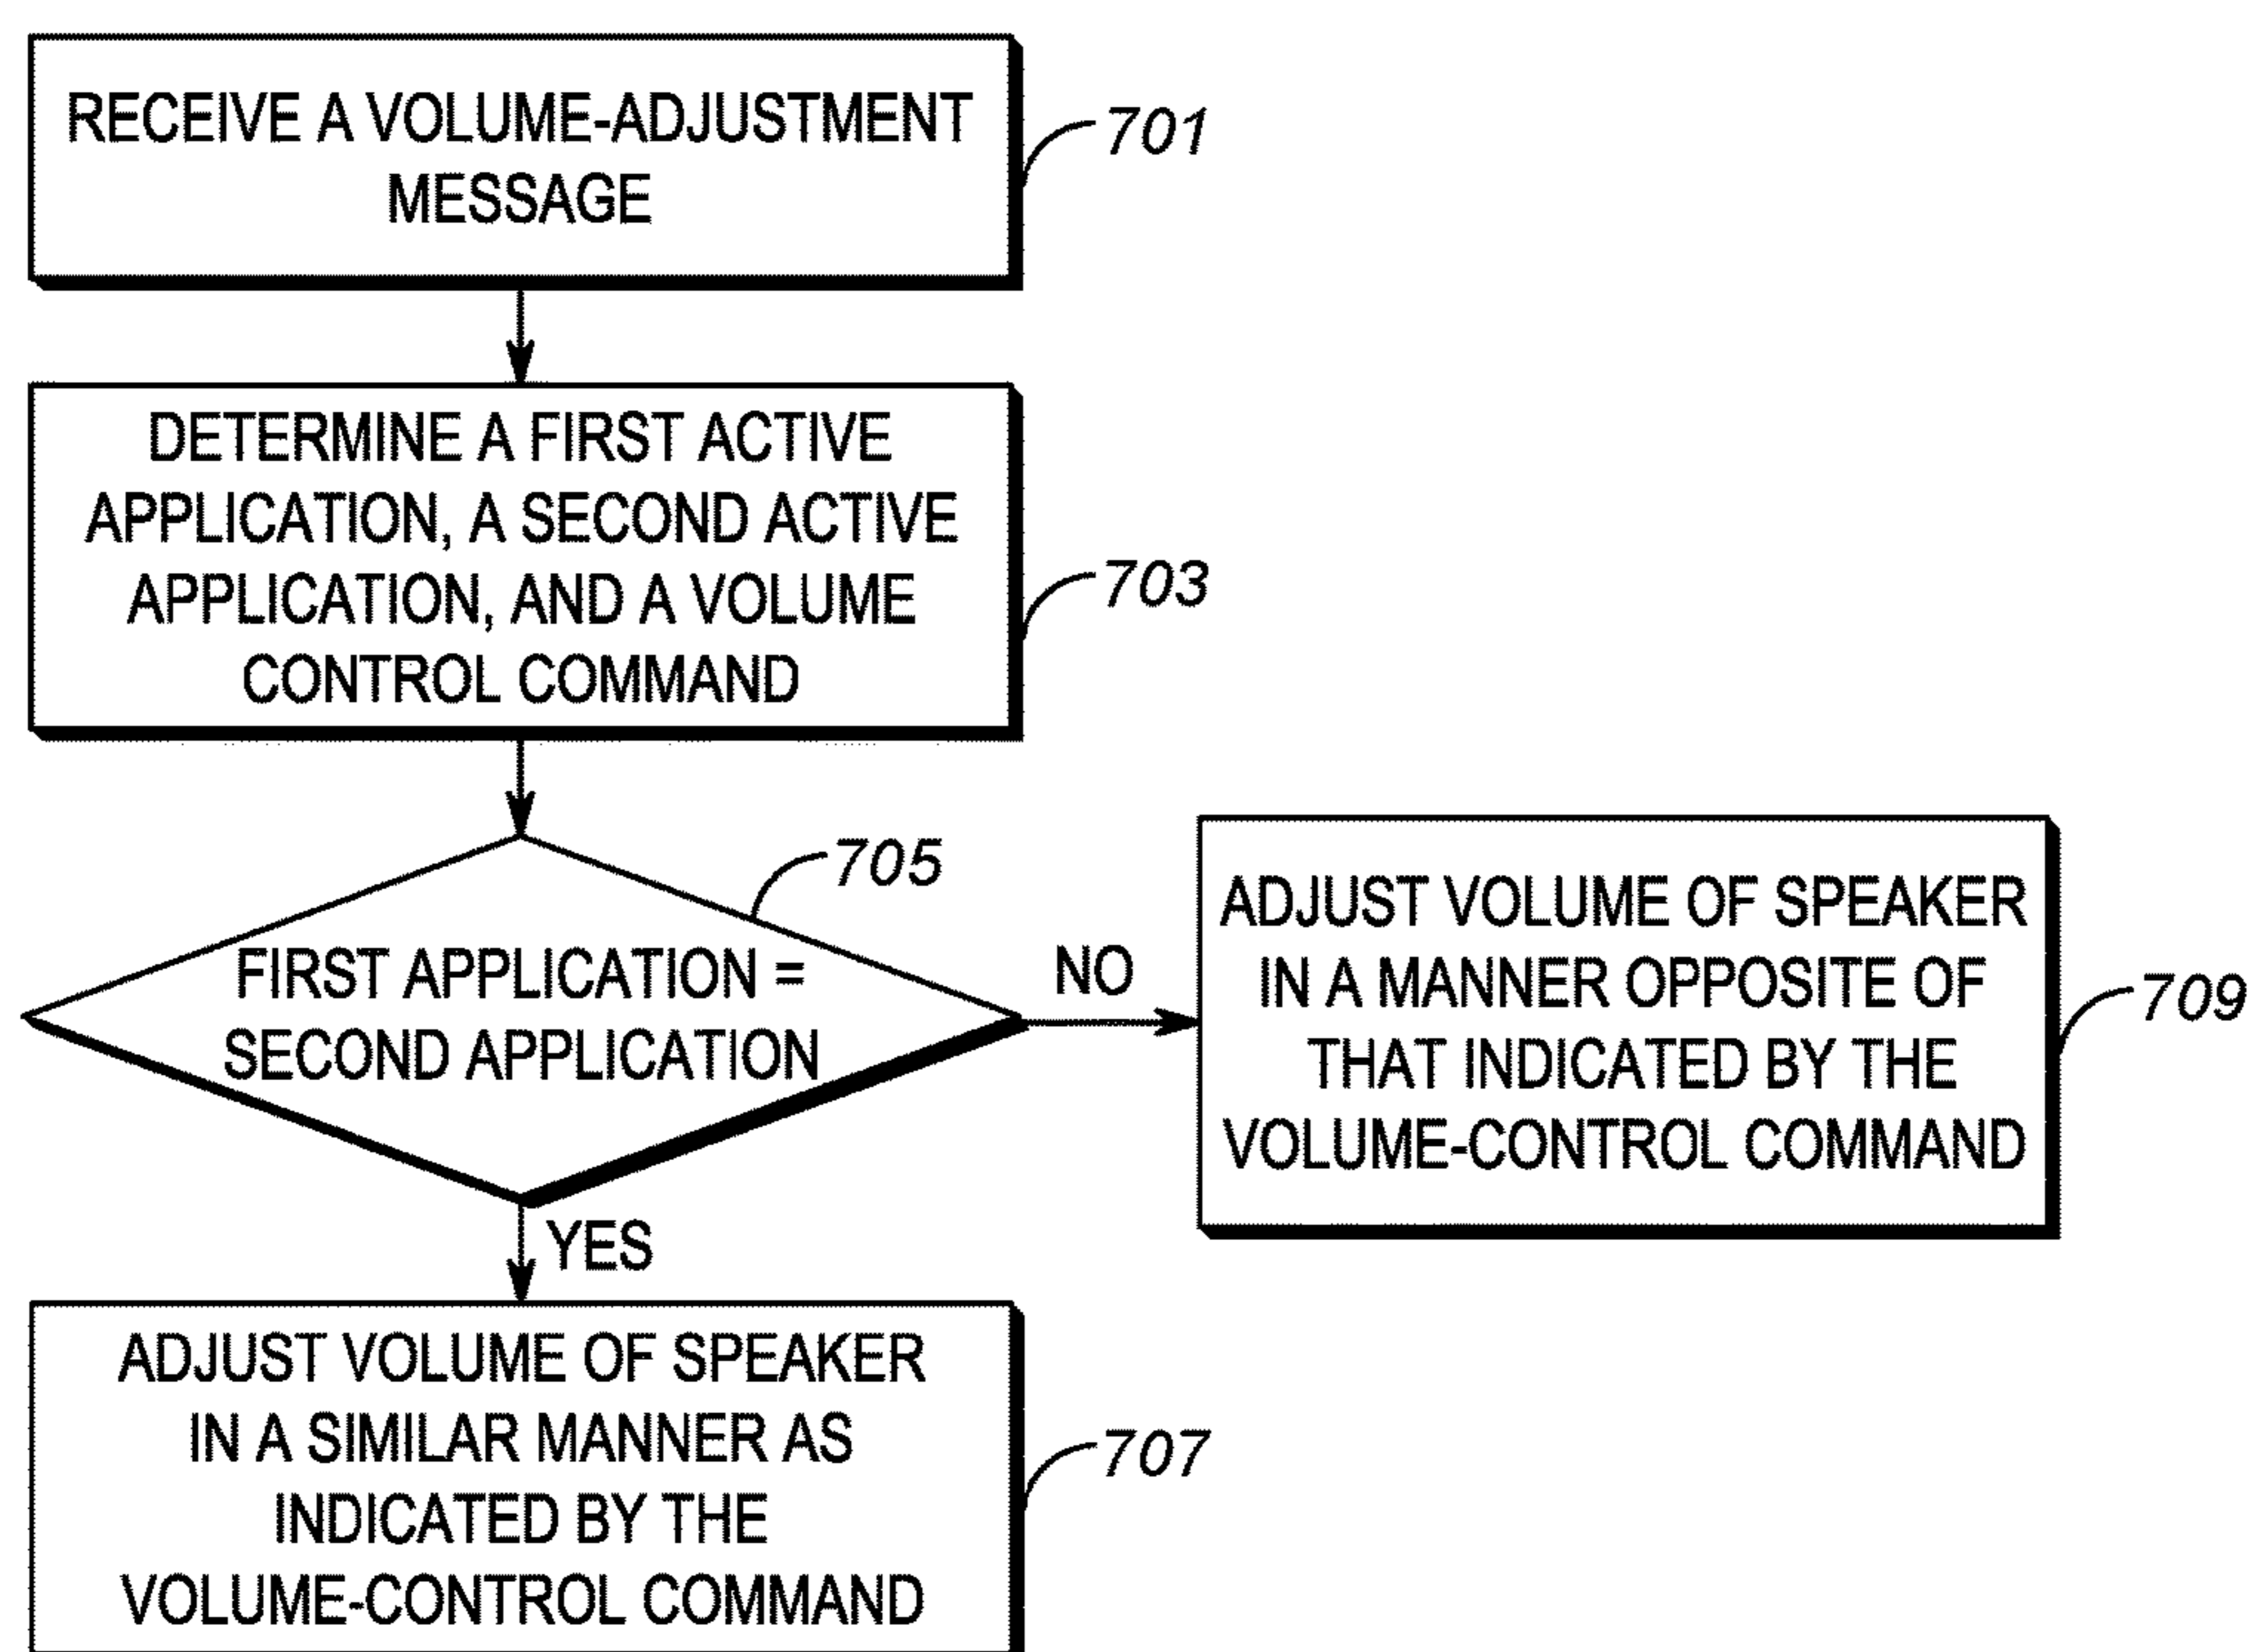 RECEIVE A VOLUME-ADJUSTMENT
MESSAGE
701
DETERMINE A FIRST ACTIVE
APPLICATION, A SECOND ACTIVE
APPLICATION, AND A VOLUME
CONTROL COMMAND
703
705
FIRST APPLICATION =
SECOND APPLICATION
NO
ADJUST VOLUME OF SPEAKER
IN A MANNER OPPOSITE OF
THAT INDICATED BY THE
VOLUME-CONTROL COMMAND
709
YES
ADJUST VOLUME OF SPEAKER
IN A SIMILAR MANNER AS
INDICATED BY THE
VOLUME-CONTROL COMMAND
707